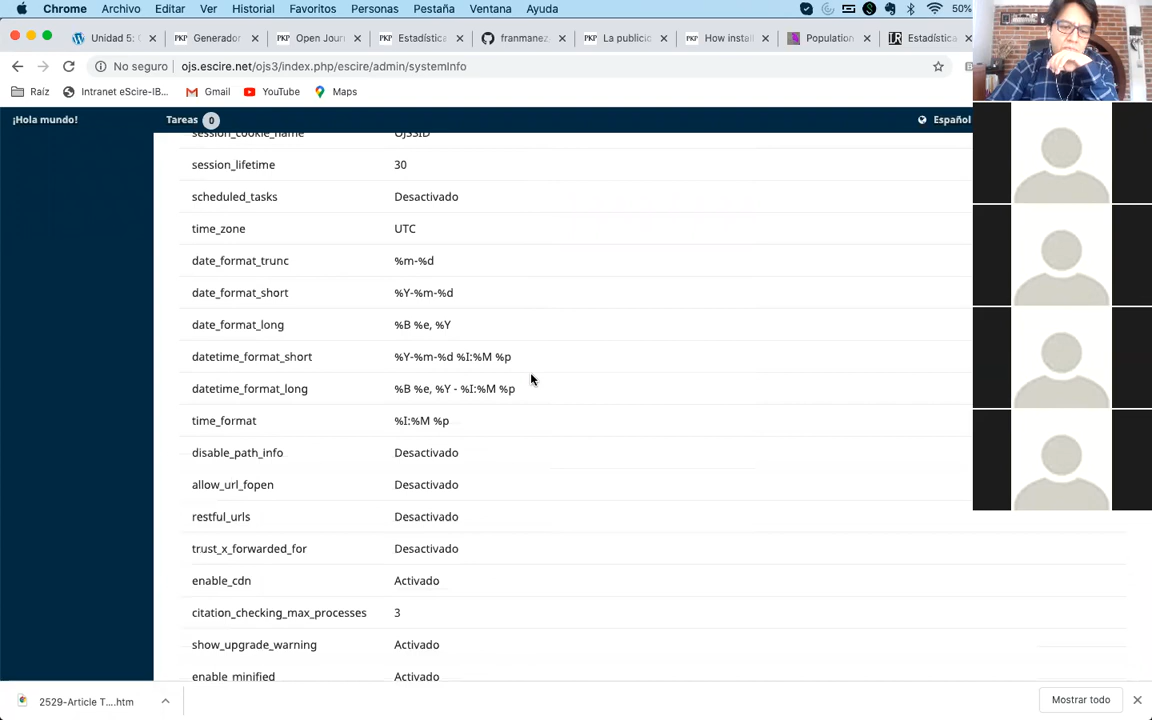 Chrome Archivo Editar Ver Historial Favoritos Personas Pestaña Ventana Ayuda 50%
Unidad 5: Generador Open Jour Estadístic franmanez La publici How instal Population Estadística
No seguro ojs.escire.net/ojs3/index.php/escire/admin/systemInfo
Raíz Intranet eScire-IB... Gmail YouTube Maps
¡Hola mundo! Tareas 0 Español
session_cookie_name OJSSID
session_lifetime 30
scheduled_tasks Desactivado
time_zone UTC
date_format_trunc %m-%d
date_format_short %Y-%m-%d
date_format_long %B %e, %Y
datetime_format_short %Y-%m-%d %I:%M %p
datetime_format_long %B %e, %Y - %I:%M %p
time_format %I:%M %p
disable_path_info Desactivado
allow_url_fopen Desactivado
restful_urls Desactivado
trust_x_forwarded_for Desactivado
enable_cdn Activado
citation_checking_max_processes 3
show_upgrade_warning Activado
enable_minified Activado
2529-Article T....htm Mostrar todo